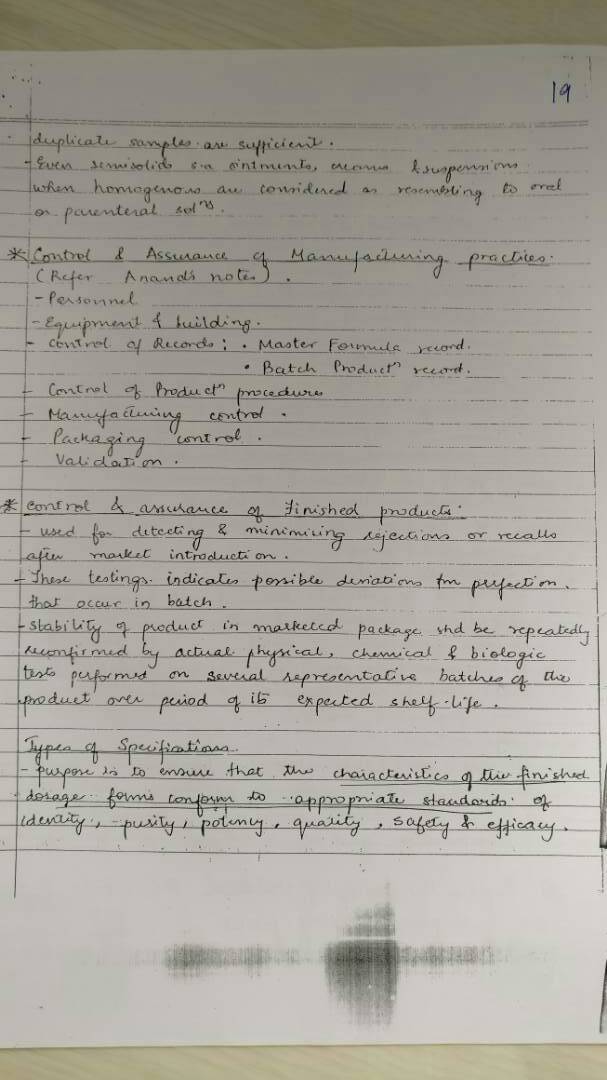 19
duplicate samples are sufficient.
- Even semisolids s.a ointments, creams & suspensions
when homogenous are considered as resembling to oral
or parenteral solⁿs.
* Control & Assurance of Manufacturing practices.
(Refer Anand's notes).
- Personnel
- Equipment & building.
- Control of Records: • Master Formula record.
• Batch Productⁿ record.
- Control of Productⁿ procedures
- Manufacturing control.
- Packaging control.
- Validation.
* Control & assurance of finished products:
- used for detecting & minimizing rejections or recalls
after market introduction.
- These testings indicates possible deviations fm perfection
that occur in batch.
- Stability of product in marketed package shd be repeatedly
reconfirmed by actual physical, chemical & biologic
tests performed on several representative batches of the
product over period of its expected shelf-life.
Types of Specifications
- purpose is to ensure that the characteristics of the finished
dosage forms conform to appropriate standards of
identity, purity, potency, quality, safety & efficacy.